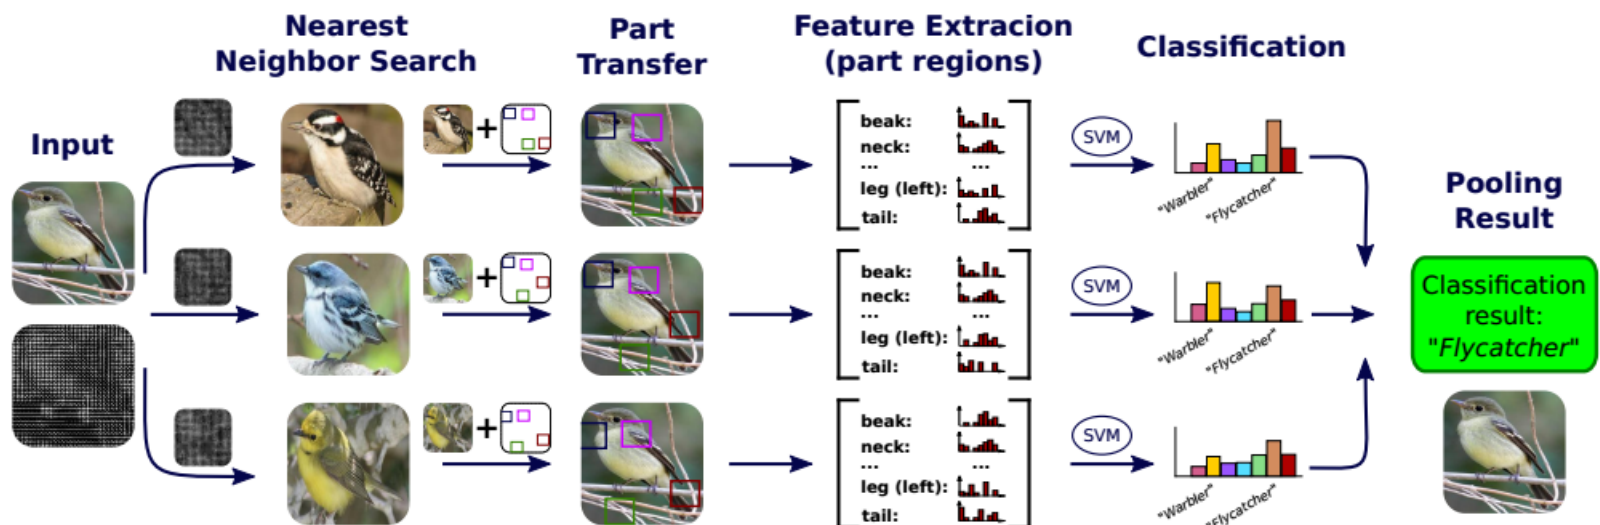 Nearest
Neighbor Search
Part
Transfer
Feature Extracion
(part regions)
Classification
Input
Pooling
Result
beak:
neck:
...
...
leg (left):
tail:
SVM
"Warbler"
"Flycatcher"
beak:
neck:
...
...
leg (left):
tail:
SVM
"Warbler"
"Flycatcher"
beak:
neck:
...
...
leg (left):
tail:
SVM
"Warbler"
"Flycatcher"
Classification
result:
"Flycatcher"